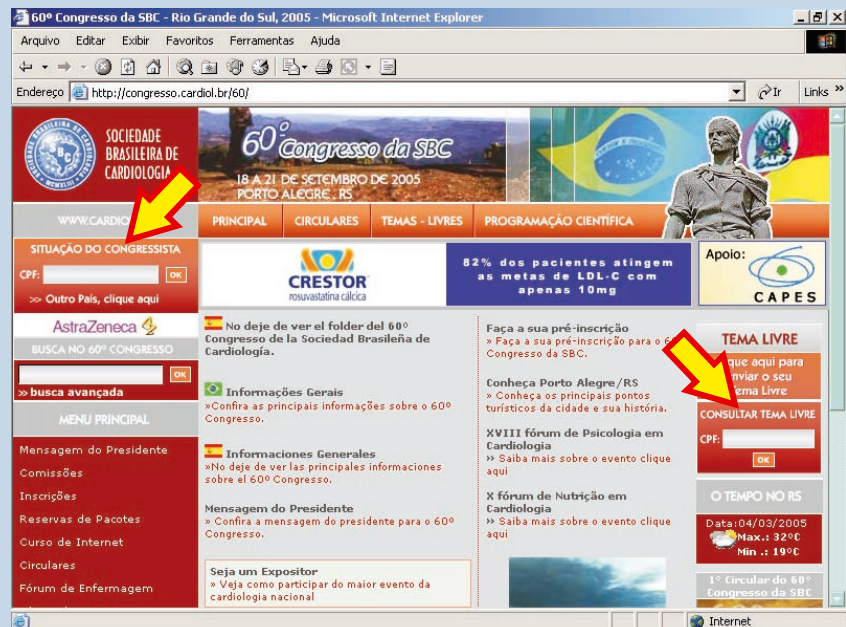 60º Congresso da SBC - Rio Grande do Sul, 2005 - Microsoft Internet Explorer
Arquivo Editar Exibir Favoritos Ferramentas Ajuda
Endereço http://congresso.cardiol.br/60/ Ir Links »
SOCIEDADE
BRASILEIRA DE
CARDIOLOGIA
60º Congresso da SBC
18 A 21 DE SETEMBRO DE 2005
PORTO ALEGRE, RS
WWW.CARDIO
PRINCIPAL CIRCULARES TEMAS - LIVRES PROGRAMAÇÃO CIENTÍFICA
SITUAÇÃO DO CONGRESSISTA
CPF: OK
>> Outro País, clique aqui
AstraZeneca
BUSCA NO 60º CONGRESSO
OK
>> busca avançada
MENU PRINCIPAL
Mensagem do Presidente
Comissões
Inscrições
Reservas de Pacotes
Curso de Internet
Circulares
Fórum de Enfermagem
CRESTOR
rosuvastatina cálcica
82% dos pacientes atingem
as metas de LDL-C com
apenas 10mg
Apoio:
CAPES
No deje de ver el folder del 60º
Congresso de la Sociedad Brasileña de
Cardiología.
Informações Gerais
»Confira as principais informações sobre o 60º
Congresso.
Informaciones Generales
»No deje de ver las principales informaciones
sobre el 60º Congresso.
Mensagem do Presidente
» Confira a mensagem do presidente para o 60º
Congresso.
Seja um Expositor
» Veja como participar do maior evento da
cardiologia nacional
Faça a sua pré-inscrição
» Faça a sua pré-inscrição para o 6
Congresso da SBC.
Conheça Porto Alegre/RS
» Conheça os principais pontos
turísticos da cidade e sua história.
XVIII fórum de Psicologia em
Cardiologia
» Saiba mais sobre o evento clique
aqui
X fórum de Nutrição em
Cardiologia
» Saiba mais sobre o evento clique
aqui
TEMA LIVRE
que aqui para
nviar o seu
Tema Livre
CONSULTAR TEMA LIVRE
CPF:
OK
O TEMPO NO RS
Data:04/03/2005
Max.: 32ºC
Min .: 19ºC
1º Circular do 60º
Congresso da SBC
Internet